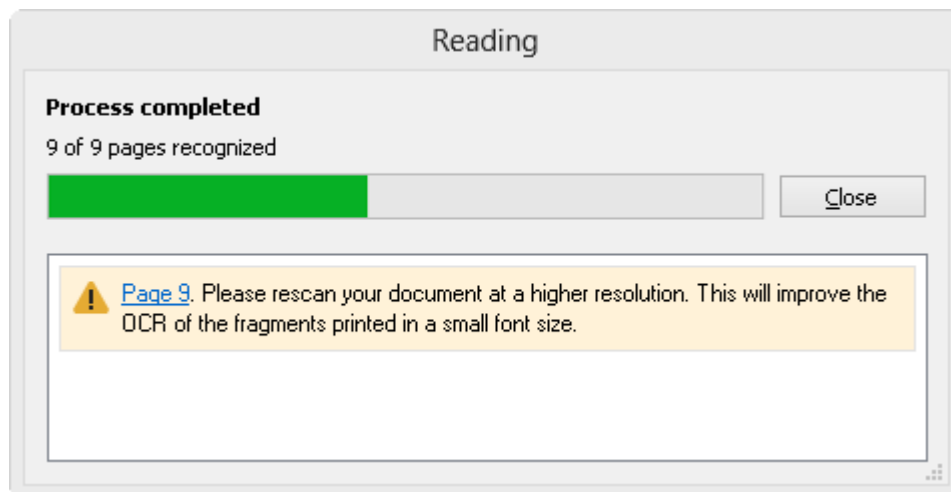 Reading
Process completed
9 of 9 pages recognized
Close
Page 9. Please rescan your document at a higher resolution. This will improve the
OCR of the fragments printed in a small font size.